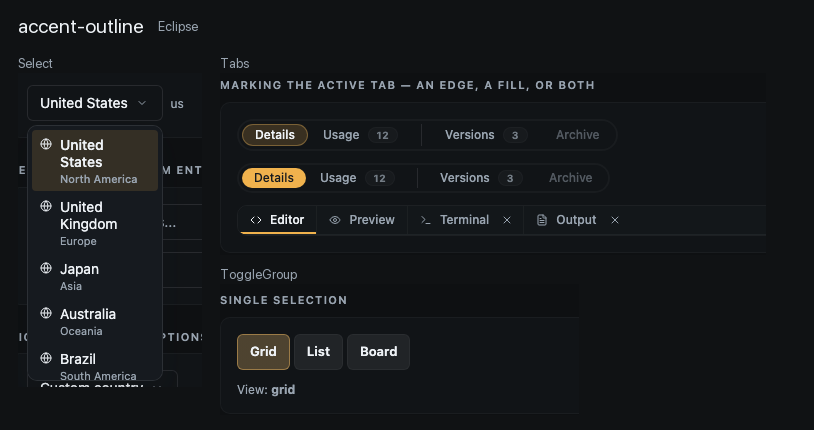 accent-outline Eclipse
Select
United States
us
United States
North America
United Kingdom
Europe
Japan
Asia
Australia
Oceania
Brazil
South America
Custom country
Tabs
MARKING THE ACTIVE TAB — AN EDGE, A FILL, OR BOTH
Details Usage 12 Versions 3 Archive
Details Usage 12 Versions 3 Archive
Editor Preview Terminal Output
ToggleGroup
SINGLE SELECTION
Grid List Board
View: grid